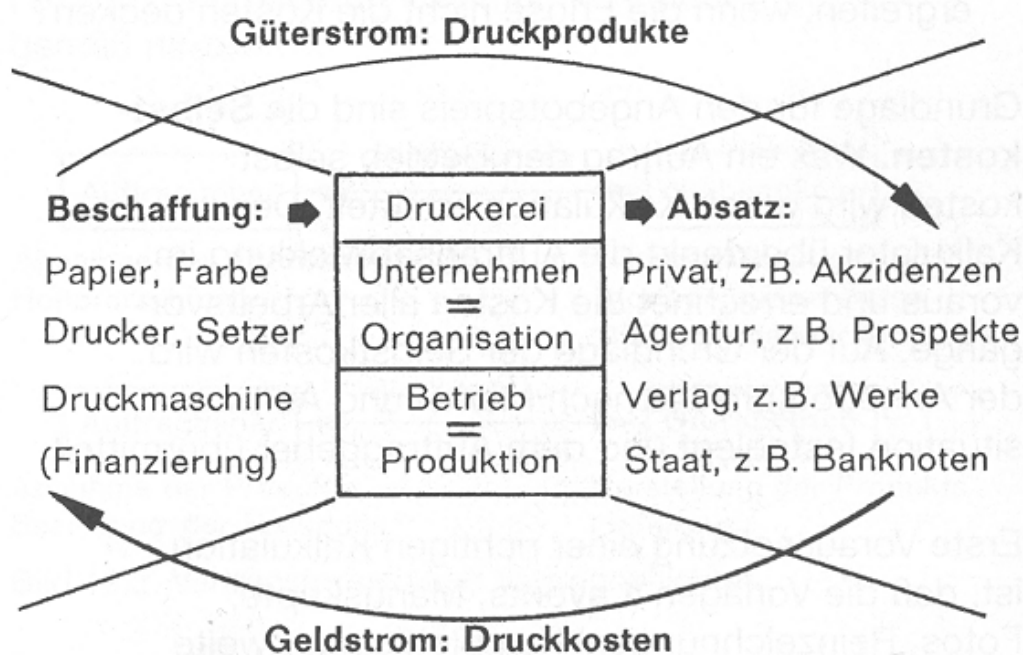 Güterstrom: Druckprodukte
Beschaffung: Druckerei Absatz:
Papier, Farbe Unternehmen Privat, z.B. Akzidenzen
=
Drucker, Setzer Organisation Agentur, z.B. Prospekte
Druckmaschine Betrieb Verlag, z.B. Werke
=
(Finanzierung) Produktion Staat, z.B. Banknoten
Geldstrom: Druckkosten